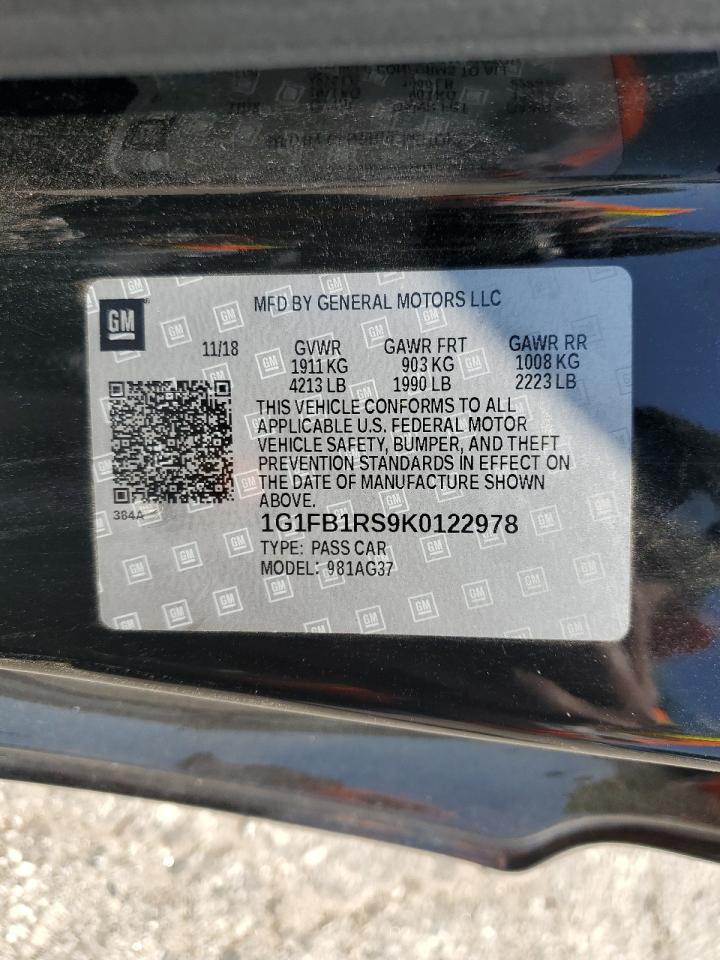 GM
MFD BY GENERAL MOTORS LLC
11/18 GVWR GAWR FRT GAWR RR
1911 KG 903 KG 1008 KG
4213 LB 1990 LB 2223 LB
THIS VEHICLE CONFORMS TO ALL
APPLICABLE U.S. FEDERAL MOTOR
VEHICLE SAFETY, BUMPER, AND THEFT
PREVENTION STANDARDS IN EFFECT ON
THE DATE OF MANUFACTURE SHOWN
ABOVE.
384A
1G1FB1RS9K0122978
TYPE: PASS CAR
MODEL: 981AG37